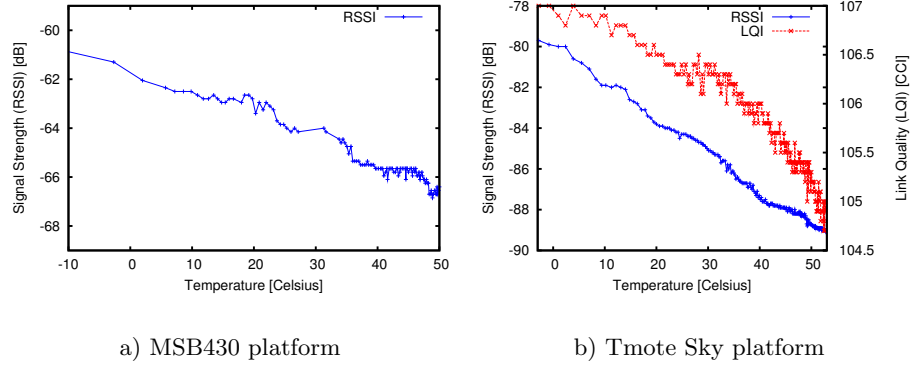 RSSI
Signal Strength (RSSI) [dB]
-60
-62
-64
-66
-68
-10 0 10 20 30 40 50
Temperature [Celsius]
a) MSB430 platform
RSSI
LQI
Signal Strength (RSSI) [dB]
-78
-80
-82
-84
-86
-88
-90
0 10 20 30 40 50
Temperature [Celsius]
107
106.5
106
105.5
105
104.5
Link Quality (LQI) [CCI]
b) Tmote Sky platform